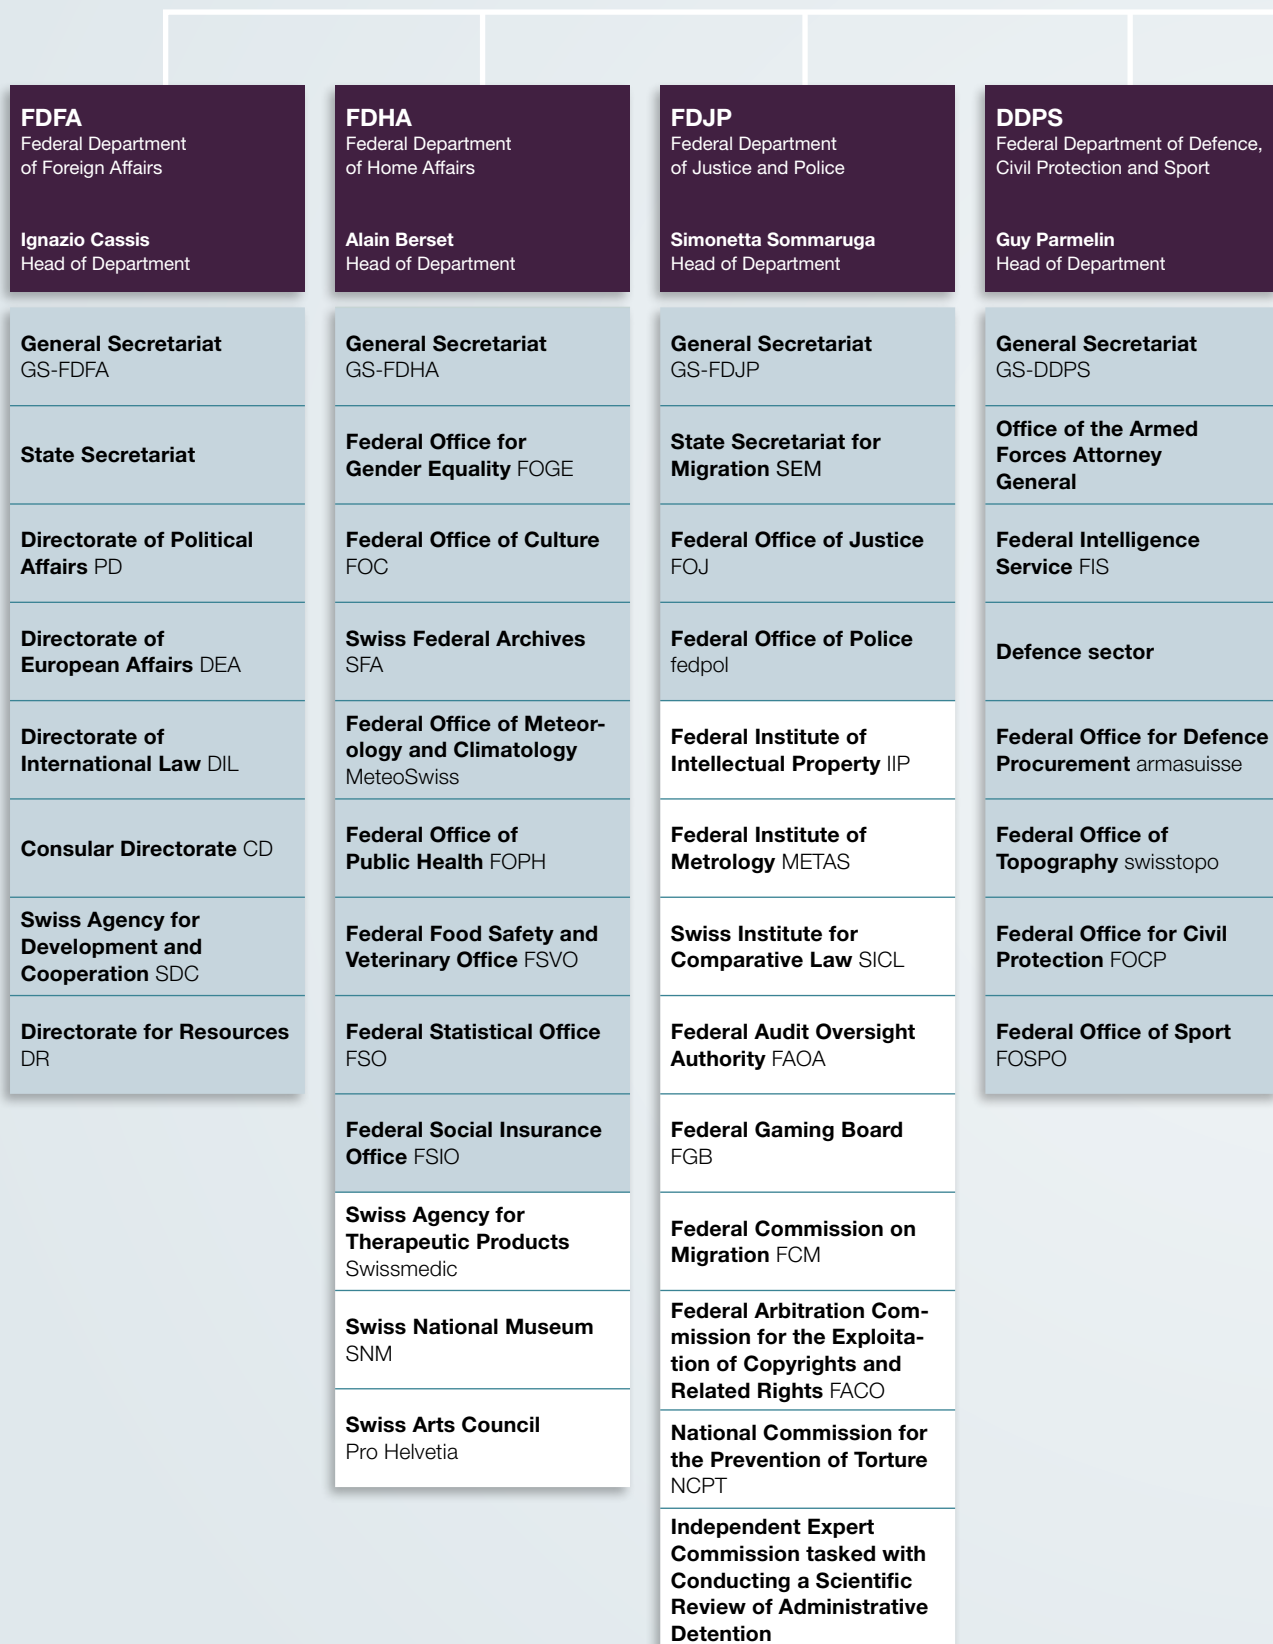 FDFA
Federal Department
of Foreign Affairs
Ignazio Cassis
Head of Department
General Secretariat
GS-FDFA
State Secretariat
Directorate of Political
Affairs PD
Directorate of
European Affairs DEA
Directorate of
International Law DIL
Consular Directorate CD
Swiss Agency for
Development and
Cooperation SDC
Directorate for Resources
DR
FDHA
Federal Department
of Home Affairs
Alain Berset
Head of Department
General Secretariat
GS-FDHA
Federal Office for
Gender Equality FOGE
Federal Office of Culture
FOC
Swiss Federal Archives
SFA
Federal Office of Meteor-
ology and Climatology
MeteoSwiss
Federal Office of
Public Health FOPH
Federal Food Safety and
Veterinary Office FSVO
Federal Statistical Office
FSO
Federal Social Insurance
Office FSIO
Swiss Agency for
Therapeutic Products
Swissmedic
Swiss National Museum
SNM
Swiss Arts Council
Pro Helvetia
FDJP
Federal Department
of Justice and Police
Simonetta Sommaruga
Head of Department
General Secretariat
GS-FDJP
State Secretariat for
Migration SEM
Federal Office of Justice
FOJ
Federal Office of Police
fedpol
Federal Institute of
Intellectual Property IIP
Federal Institute of
Metrology METAS
Swiss Institute for
Comparative Law SICL
Federal Audit Oversight
Authority FAOA
Federal Gaming Board
FGB
Federal Commission on
Migration FCM
Federal Arbitration Com-
mission for the Exploita-
tion of Copyrights and
Related Rights FACO
National Commission for
the Prevention of Torture
NCPT
Independent Expert
Commission tasked with
Conducting a Scientific
Review of Administrative
Detention
DDPS
Federal Department of Defence,
Civil Protection and Sport
Guy Parmelin
Head of Department
General Secretariat
GS-DDPS
Office of the Armed
Forces Attorney
General
Federal Intelligence
Service FIS
Defence sector
Federal Office for Defence
Procurement armasuisse
Federal Office of
Topography swisstopo
Federal Office for Civil
Protection FOCP
Federal Office of Sport
FOSPO